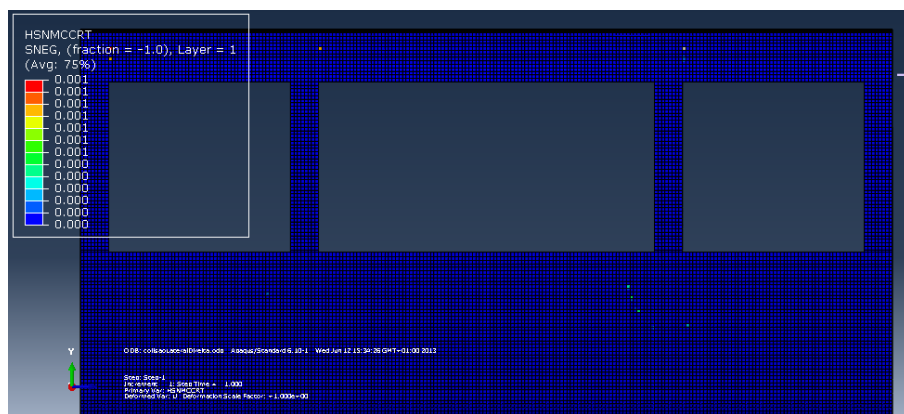 HSNMCCRT
SNEG, (fraction = -1.0), Layer = 1
(Avg: 75%)
0.001
0.001
0.001
0.001
0.001
0.001
0.001
0.000
0.000
0.000
0.000
0.000
0.000
Y
ODB: colisaoLateralDireita.odb Abaqus/Standard 6.10-1 Wed Jun 12 15:34:26 GMT+01:00 2013
Step: Step-1
Increment 1: Step Time = 1.000
Primary Var: HSNMCCRT
Deformed Var: U Deformation Scale Factor: +1.000e+00